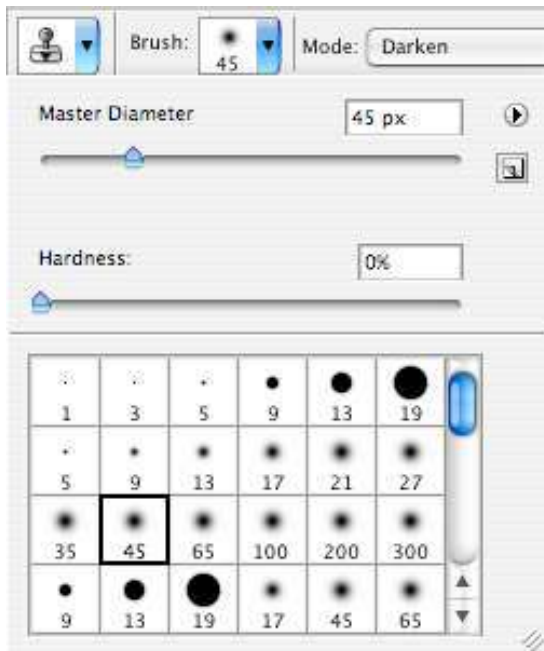 Brush: 45 Mode: Darken
Master Diameter 45 px
Hardness: 0%
1 3 5 9 13 19
5 9 13 17 21 27
35 45 65 100 200 300
9 13 19 17 45 65